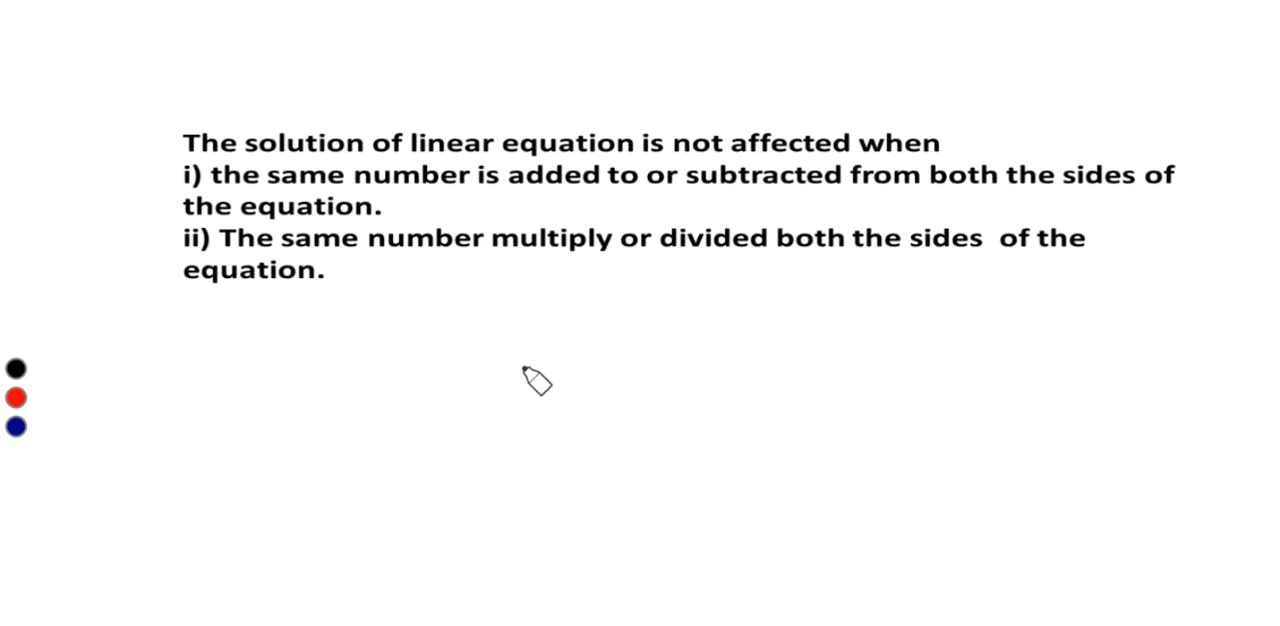 The solution of linear equation is not affected when
i) the same number is added to or subtracted from both the sides of
the equation.
ii) The same number multiply or divided both the sides  of the
equation.